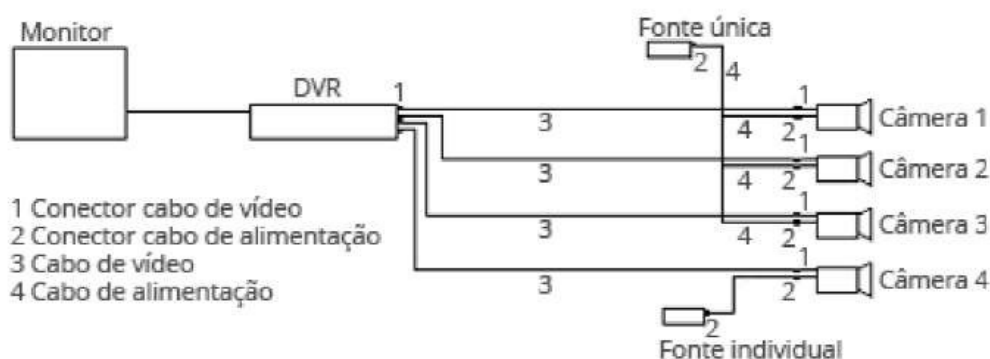 Monitor
Fonte única
2
4
DVR
1
1
3
4
2
Câmera 1
1
3
4
2
Câmera 2
1
3
4
2
Câmera 3
1
3
2
Câmera 4
1 Conector cabo de vídeo
2 Conector cabo de alimentação
3 Cabo de vídeo
4 Cabo de alimentação
2
Fonte individual